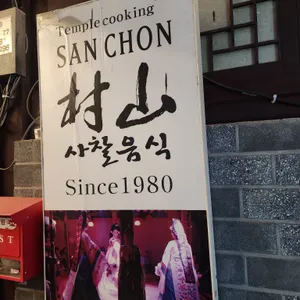 Temple cooking
SAN CHON
村山
사찰음식
Since1980